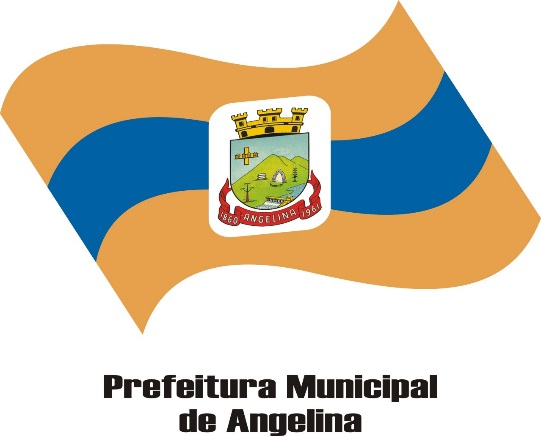 1860 ANGELINA 1961
Prefeitura Municipal
de Angelina